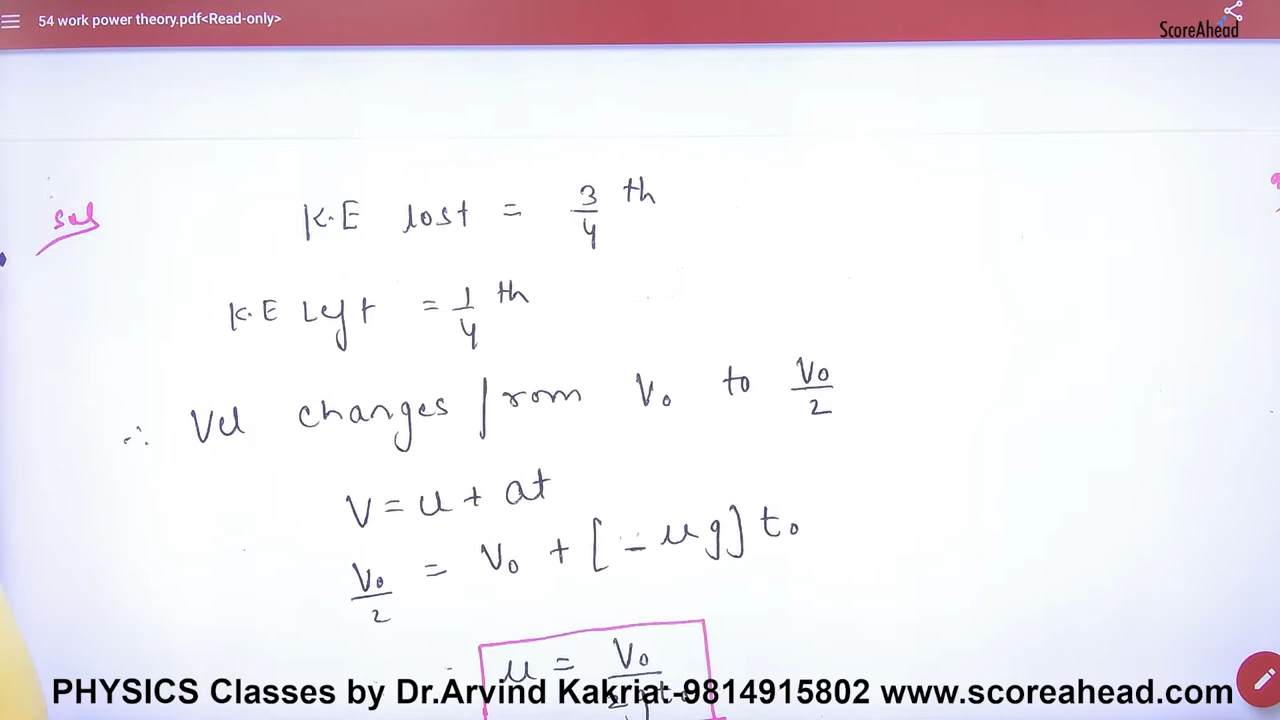 54 work power theory.pdf<Read-only>
ScoreAhead
Sol
K.E lost = 3/4 th
K.E Left = 1/4 th
∴ Vel changes from V₀ to V₀/2
V = u + at
V₀/2 = V₀ + [-μg] t₀
μ = V₀
PHYSICS Classes by Dr.Arvind Kakriat-9814915802 www.scoreahead.com